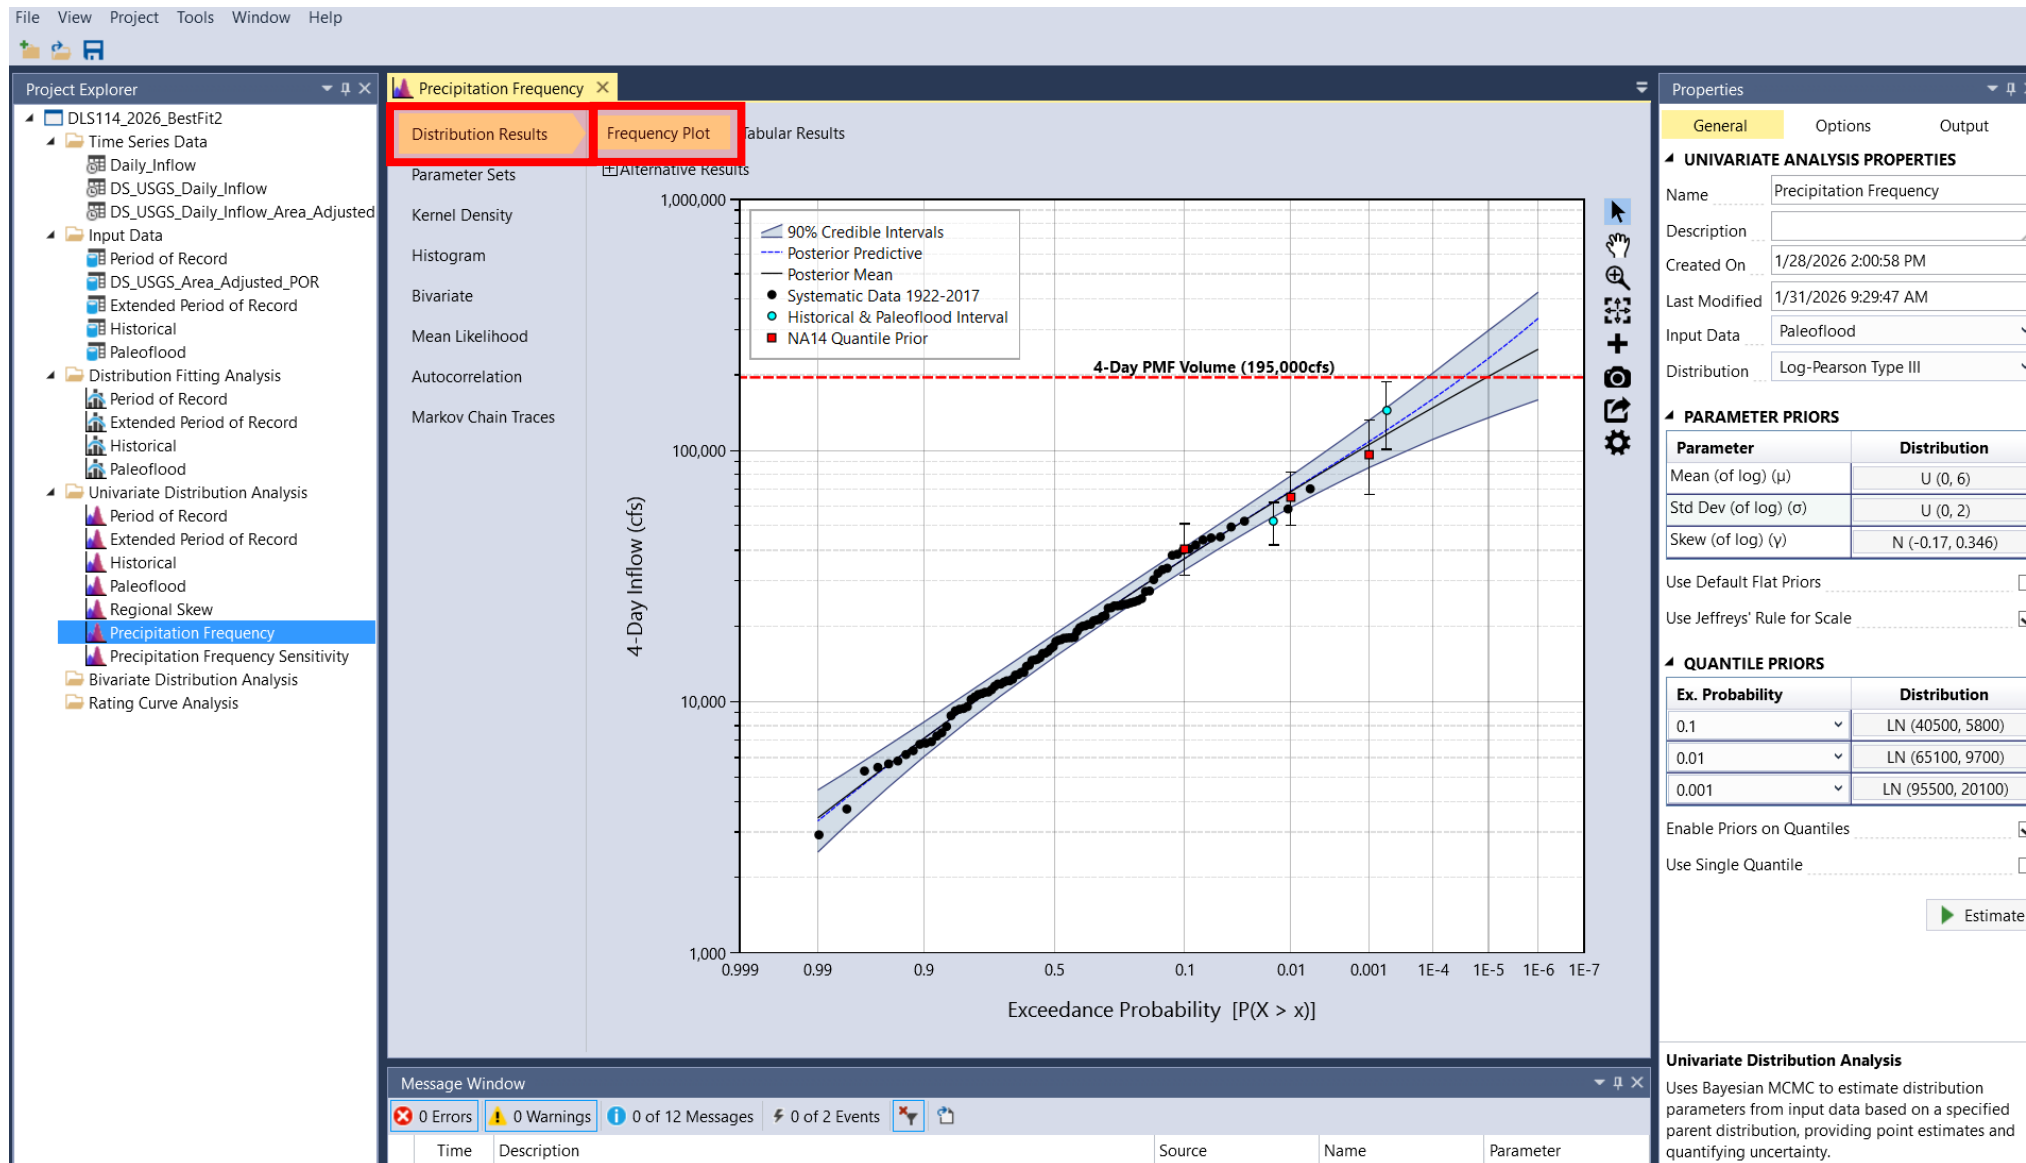 File View Project Tools Window Help
Project Explorer
DLS114_2026_BestFit2
Time Series Data
Daily_Inflow
DS_USGS_Daily_Inflow
DS_USGS_Daily_Inflow_Area_Adjusted
Input Data
Period of Record
DS_USGS_Area_Adjusted_POR
Extended Period of Record
Historical
Paleoflood
Distribution Fitting Analysis
Period of Record
Extended Period of Record
Historical
Paleoflood
Univariate Distribution Analysis
Period of Record
Extended Period of Record
Historical
Paleoflood
Regional Skew
Precipitation Frequency
Precipitation Frequency Sensitivity
Bivariate Distribution Analysis
Rating Curve Analysis
Precipitation Frequency
Distribution Results
Parameter Sets
Kernel Density
Histogram
Bivariate
Mean Likelihood
Autocorrelation
Markov Chain Traces
Frequency Plot Tabular Results
Alternative Results
90% Credible Intervals
Posterior Predictive
Posterior Mean
Systematic Data 1922-2017
Historical & Paleoflood Interval
NA14 Quantile Prior
4-Day PMF Volume (195,000cfs)
1,000,000
100,000
10,000
1,000
4-Day Inflow (cfs)
0.999 0.99 0.9 0.5 0.1 0.01 0.001 1E-4 1E-5 1E-6 1E-7
Exceedance Probability [P(X > x)]
Message Window
0 Errors 0 Warnings 0 of 12 Messages 0 of 2 Events
Time Description Source Name Parameter
Properties
General Options Output
UNIVARIATE ANALYSIS PROPERTIES
Name Precipitation Frequency
Description
Created On 1/28/2026 2:00:58 PM
Last Modified 1/31/2026 9:29:47 AM
Input Data Paleoflood
Distribution Log-Pearson Type III
PARAMETER PRIORS
Parameter Distribution
Mean (of log) (µ) U (0, 6)
Std Dev (of log) (σ) U (0, 2)
Skew (of log) (γ) N (-0.17, 0.346)
Use Default Flat Priors
Use Jeffreys' Rule for Scale
QUANTILE PRIORS
Ex. Probability Distribution
0.1 LN (40500, 5800)
0.01 LN (65100, 9700)
0.001 LN (95500, 20100)
Enable Priors on Quantiles
Use Single Quantile
Estimate
Univariate Distribution Analysis
Uses Bayesian MCMC to estimate distribution
parameters from input data based on a specified
parent distribution, providing point estimates and
quantifying uncertainty.